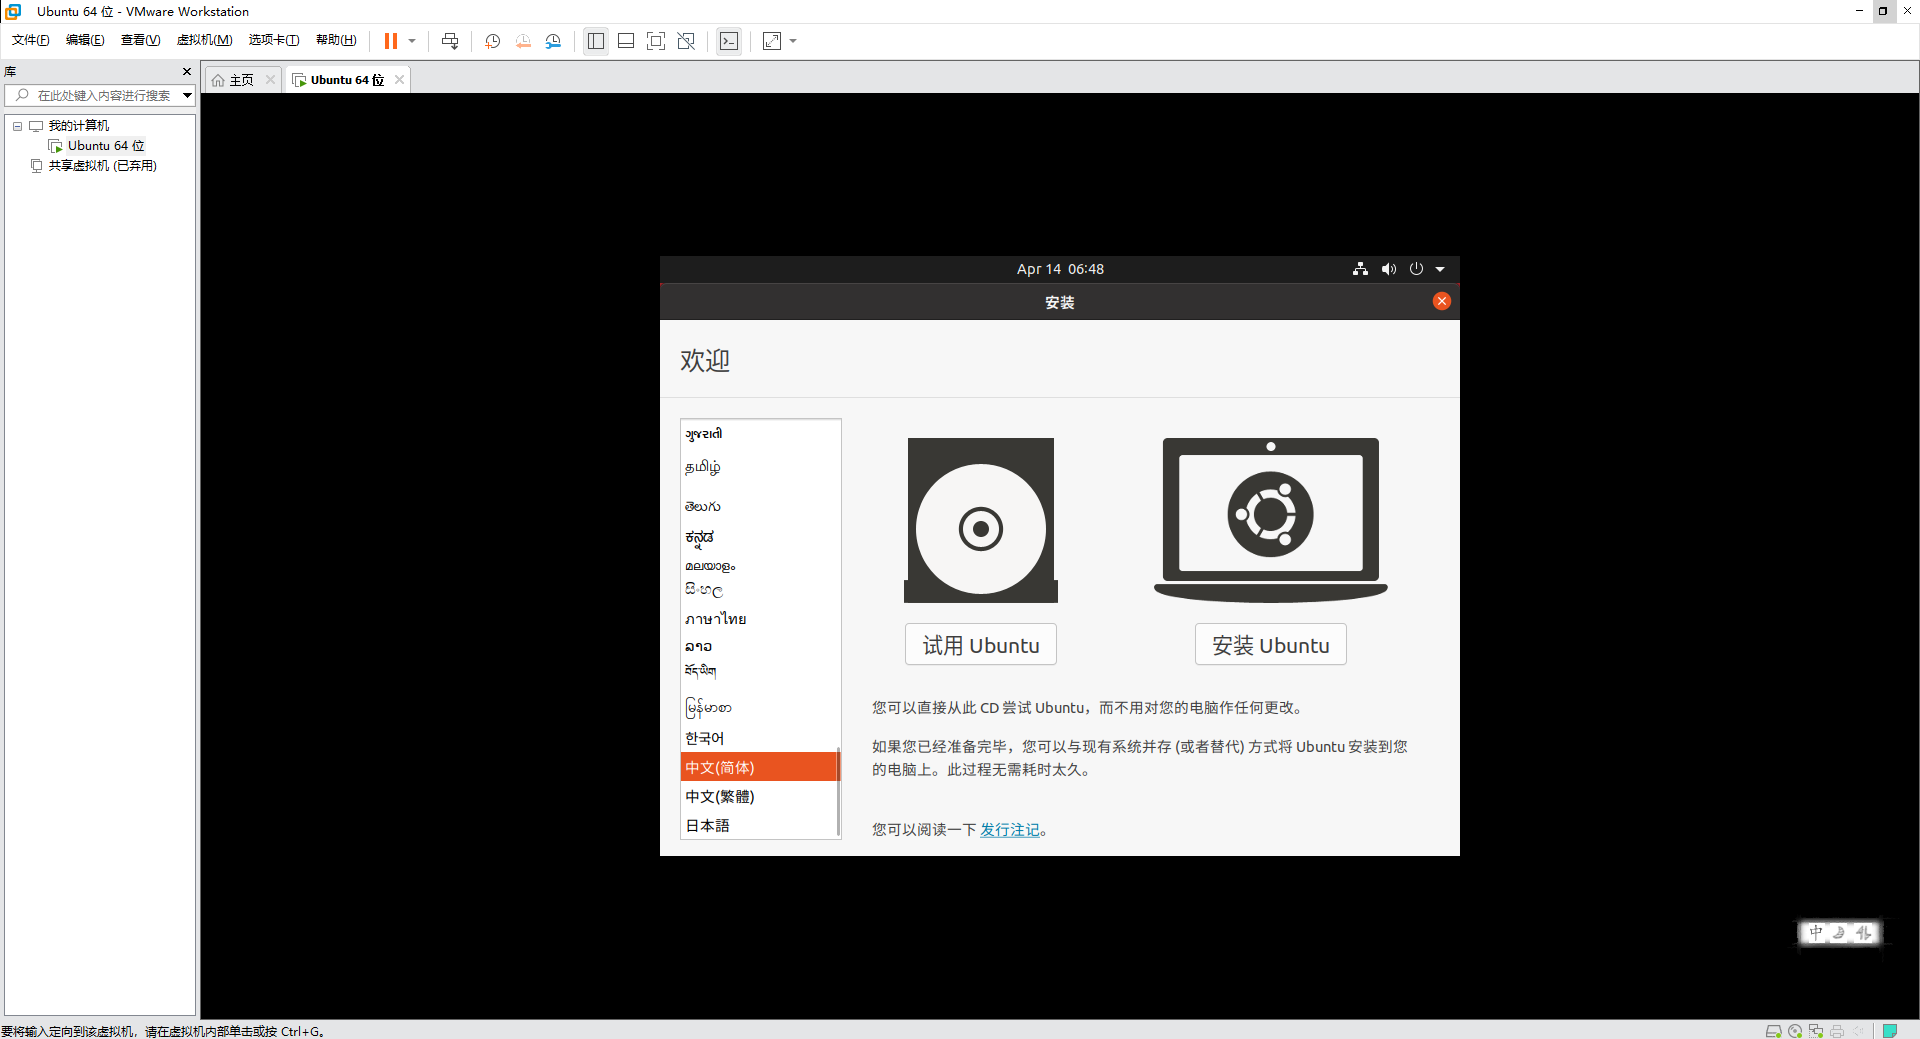 Ubuntu 64 位 - VMware Workstation
文件(F) 编辑(E) 查看(V) 虚拟机(M) 选项卡(T) 帮助(H)
库
在此处键入内容进行搜索
我的计算机
Ubuntu 64 位
共享虚拟机 (已弃用)
主页
Ubuntu 64 位
Apr 14 06:48
安装
欢迎
ગુજરાતી
தமிழ்
తెలుగు
ಕನ್ನಡ
മലയാളം
සිංහල
ภาษาไทย
ລາວ
བོད་ཡིག
မြန်မာစာ
한국어
中文(简体)
中文(繁體)
日本語
试用 Ubuntu
安装 Ubuntu
您可以直接从此 CD 尝试 Ubuntu，而不用对您的电脑作任何更改。
如果您已经准备完毕，您可以与现有系统并存 (或者替代) 方式将 Ubuntu 安装到您
的电脑上。此过程无需耗时太久。
您可以阅读一下 发行注记。
中
要将输入定向到该虚拟机，请在虚拟机内部单击或按 Ctrl+G。